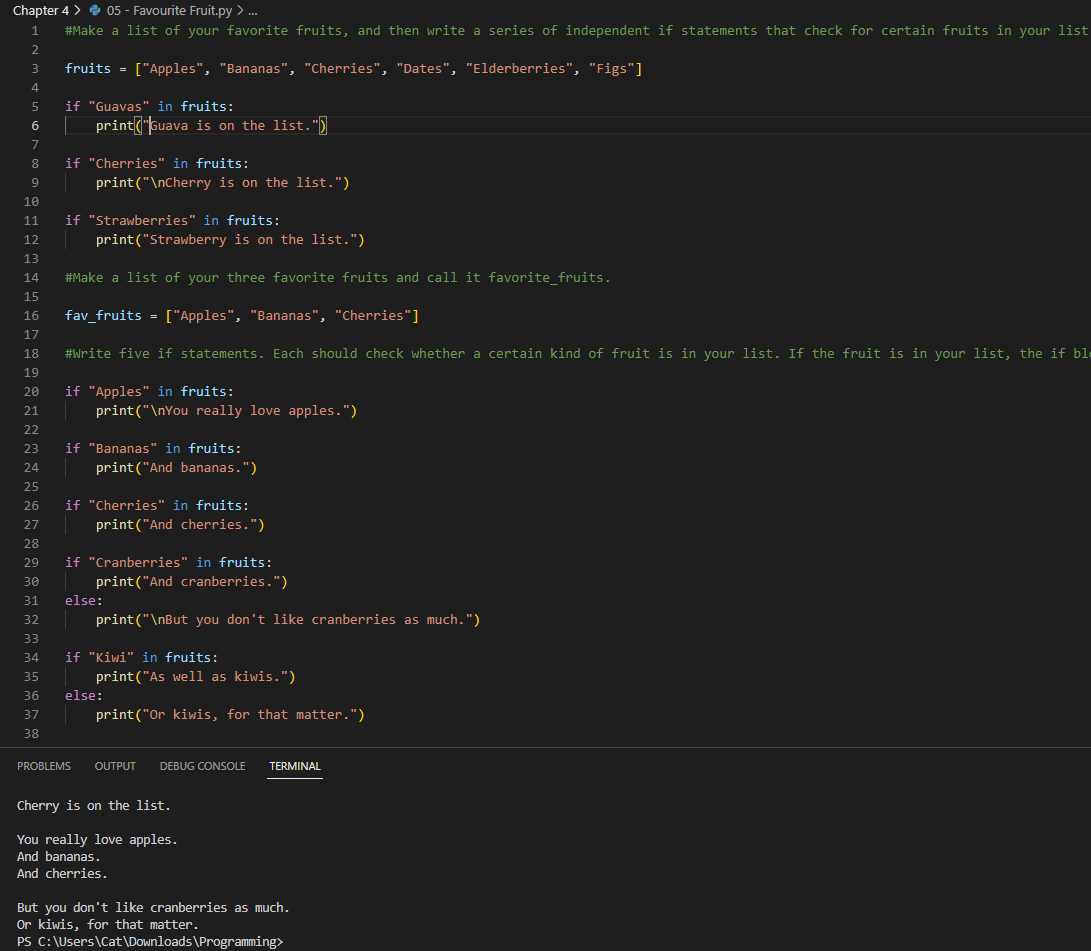 Chapter 4 > 05 - Favourite Fruit.py > ...
1 #Make a list of your favorite fruits, and then write a series of independent if statements that check for certain fruits in your list
2
3 fruits = ["Apples", "Bananas", "Cherries", "Dates", "Elderberries", "Figs"]
4
5 if "Guavas" in fruits:
6     print("Guava is on the list.")
7
8 if "Cherries" in fruits:
9     print("\nCherry is on the list.")
10
11 if "Strawberries" in fruits:
12     print("Strawberry is on the list.")
13
14 #Make a list of your three favorite fruits and call it favorite_fruits.
15
16 fav_fruits = ["Apples", "Bananas", "Cherries"]
17
18 #Write five if statements. Each should check whether a certain kind of fruit is in your list. If the fruit is in your list, the if bl
19
20 if "Apples" in fruits:
21     print("\nYou really love apples.")
22
23 if "Bananas" in fruits:
24     print("And bananas.")
25
26 if "Cherries" in fruits:
27     print("And cherries.")
28
29 if "Cranberries" in fruits:
30     print("And cranberries.")
31 else:
32     print("\nBut you don't like cranberries as much.")
33
34 if "Kiwi" in fruits:
35     print("As well as kiwis.")
36 else:
37     print("Or kiwis, for that matter.")
38
PROBLEMS OUTPUT DEBUG CONSOLE TERMINAL
Cherry is on the list.
You really love apples.
And bananas.
And cherries.
But you don't like cranberries as much.
Or kiwis, for that matter.
PS C:\Users\Cat\Downloads\Programming>